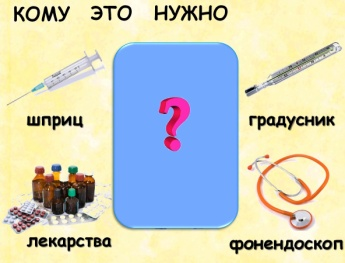 КОМУ ЭТО НУЖНО
?
шприц
градусник
лекарства
фонендоскоп